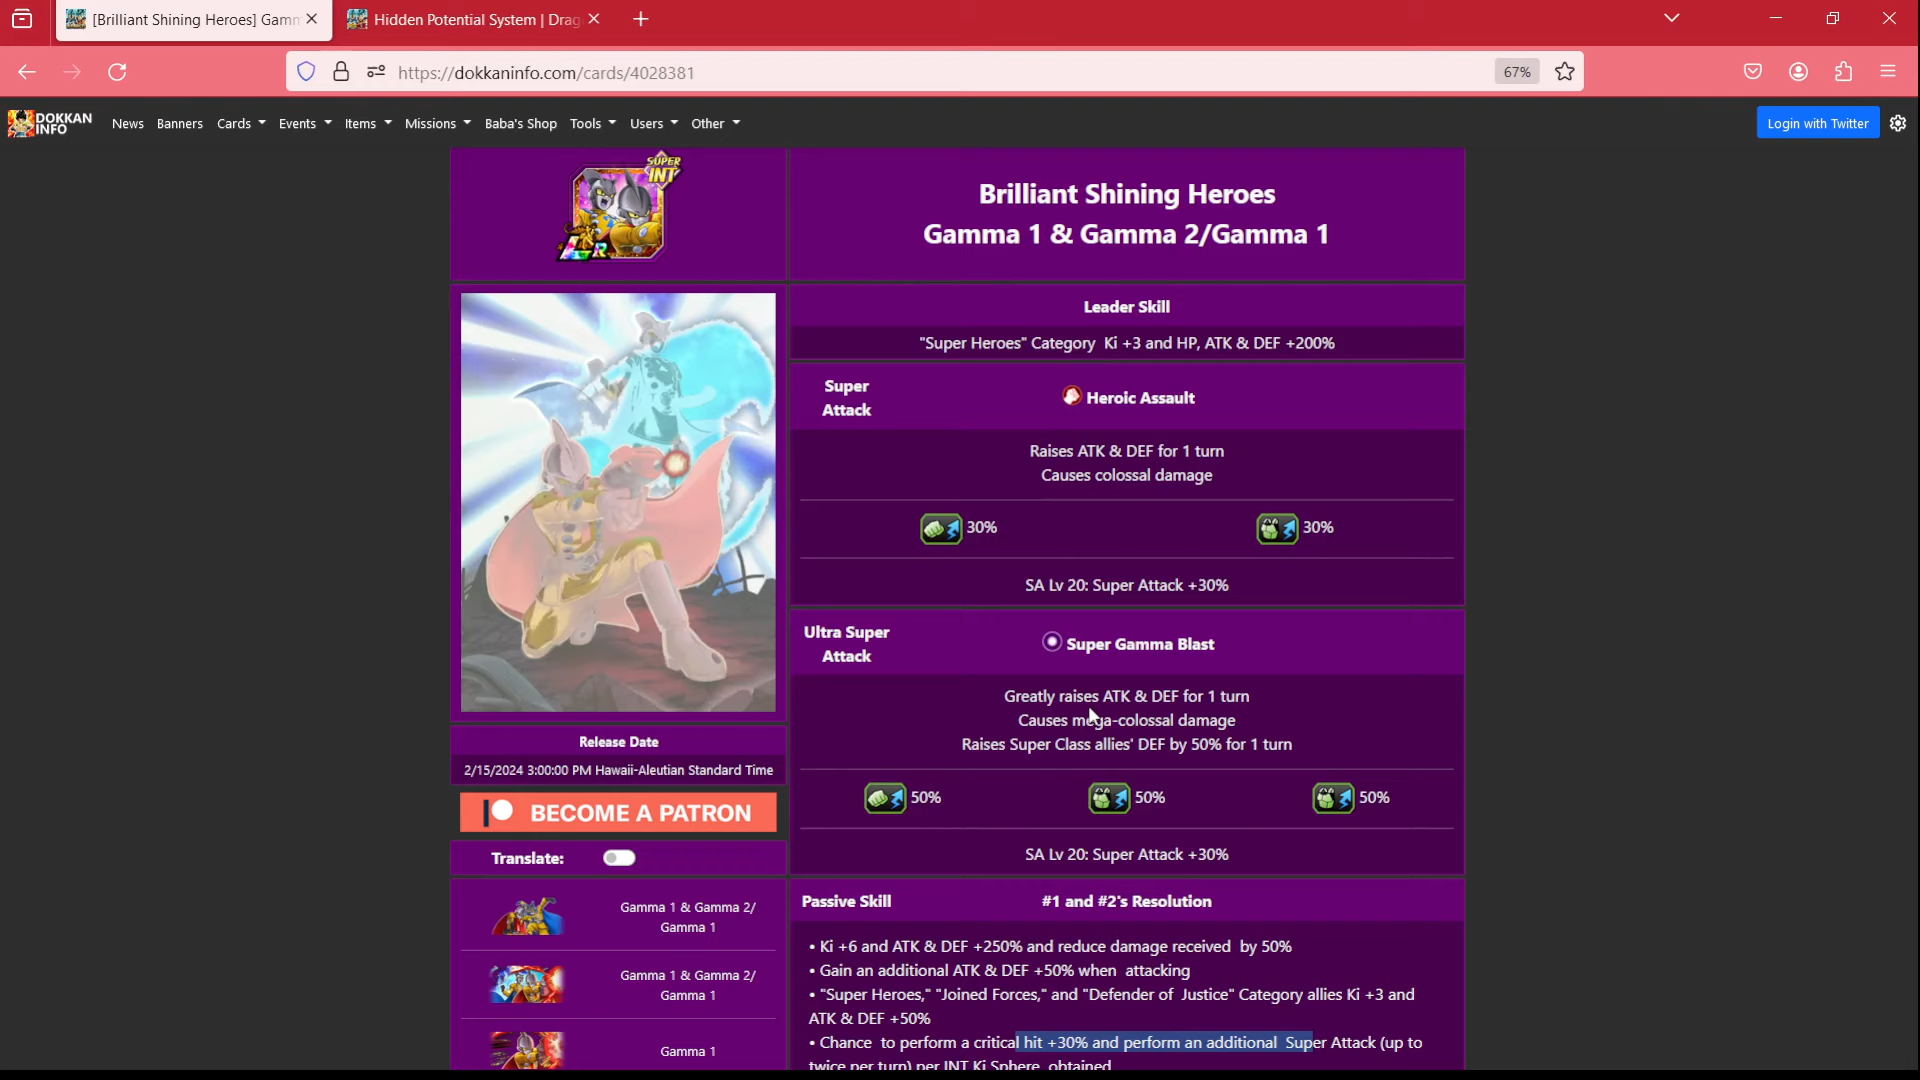 [Brilliant Shining Heroes] Gamm
Hidden Potential System | Drag
https://dokkaninfo.com/cards/4028381
67%
DOKKAN
INFO
News
Banners
Cards
Events
Items
Missions
Baba's Shop
Tools
Users
Other
Login with Twitter
SUPER
INT
LR
Brilliant Shining Heroes
Gamma 1 & Gamma 2/Gamma 1
Leader Skill
"Super Heroes" Category Ki +3 and HP, ATK & DEF +200%
Super
Attack
Heroic Assault
Raises ATK & DEF for 1 turn
Causes colossal damage
30%
30%
SA Lv 20: Super Attack +30%
Ultra Super
Attack
Super Gamma Blast
Greatly raises ATK & DEF for 1 turn
Causes mega-colossal damage
Raises Super Class allies' DEF by 50% for 1 turn
50%
50%
50%
SA Lv 20: Super Attack +30%
Release Date
2/15/2024 3:00:00 PM Hawaii-Aleutian Standard Time
BECOME A PATRON
Translate:
Gamma 1 & Gamma 2/
Gamma 1
Gamma 1 & Gamma 2/
Gamma 1
Gamma 1
Passive Skill
#1 and #2's Resolution
• Ki +6 and ATK & DEF +250% and reduce damage received by 50%
• Gain an additional ATK & DEF +50% when attacking
• "Super Heroes," "Joined Forces," and "Defender of Justice" Category allies Ki +3 and
ATK & DEF +50%
• Chance to perform a critical hit +30% and perform an additional Super Attack (up to
twice per turn) per INT Ki Sphere obtained